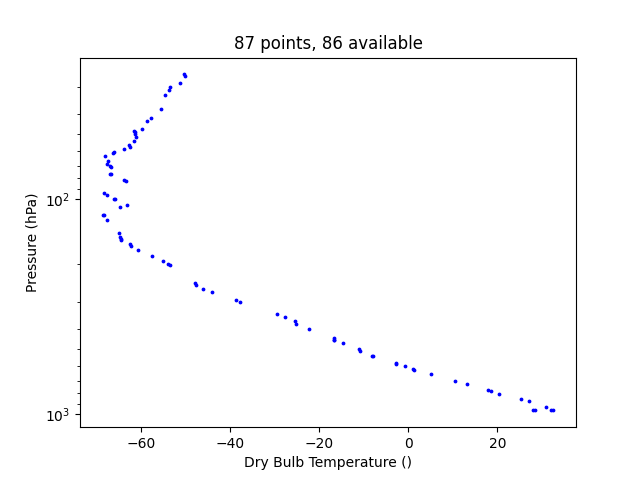 87 points, 86 available
Pressure (hPa)
10²
10³
−60 −40 −20 0 20
Dry Bulb Temperature ()